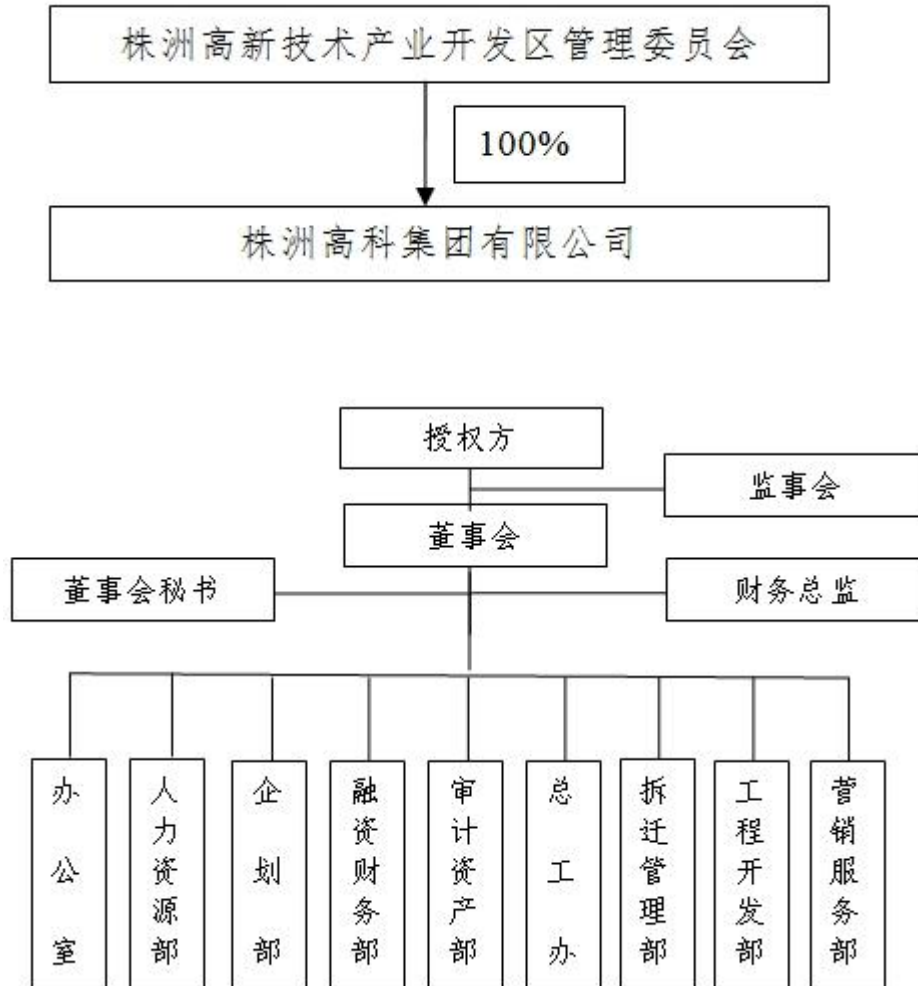 株洲高新技术产业开发区管理委员会
100%
株洲高科集团有限公司
授权方
监事会
董事会
董事会秘书
财务总监
办公室
人力资源部
企划部
融资财务部
审计资产部
总工办
拆迁管理部
工程开发部
营销服务部